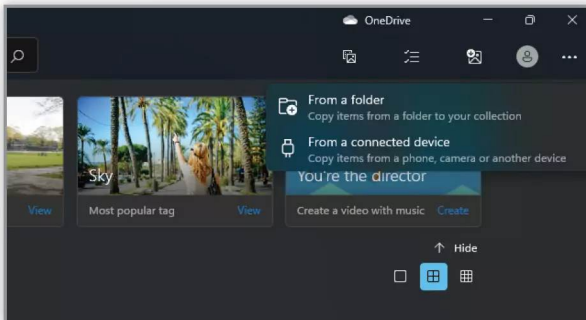 OneDrive
From a folder
Copy items from a folder to your collection
From a connected device
Copy items from a phone, camera or another device
Sky
You're the director
View
Most popular tag
View
Create a video with music
Create
Hide